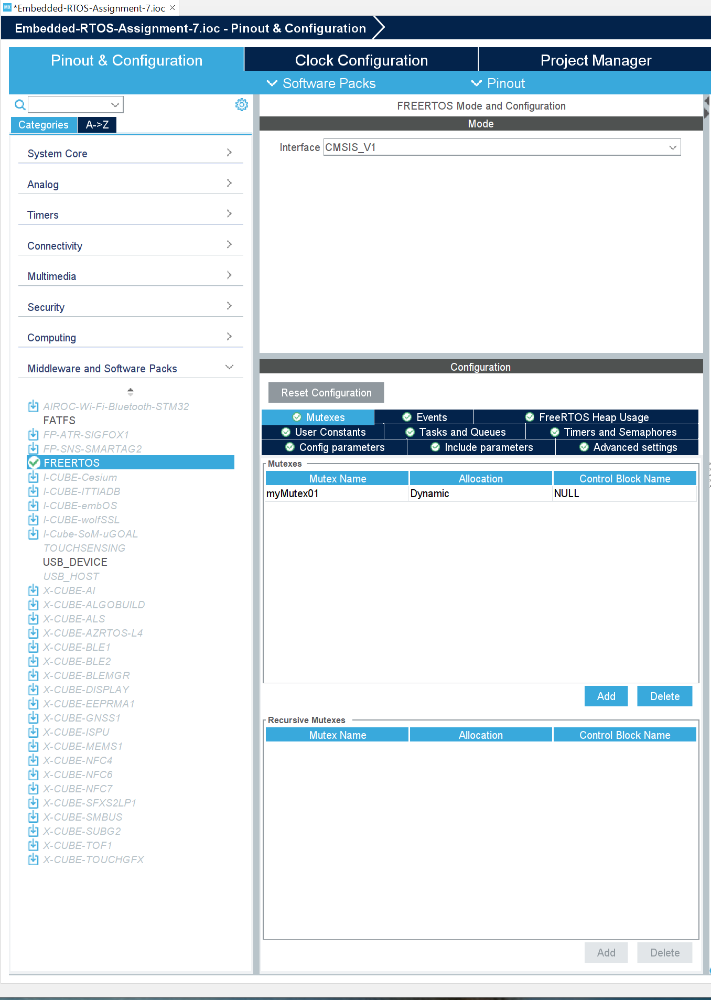 MX *Embedded-RTOS-Assignment-7.ioc ×
Embedded-RTOS-Assignment-7.ioc - Pinout & Configuration
Pinout & Configuration
Clock Configuration
Project Manager
Software Packs
Pinout
Categories
A->Z
System Core
Analog
Timers
Connectivity
Multimedia
Security
Computing
Middleware and Software Packs
AIROC-Wi-Fi-Bluetooth-STM32
FATFS
FP-ATR-SIGFOX1
FP-SNS-SMARTAG2
FREERTOS
I-CUBE-Cesium
I-CUBE-ITTIADB
I-CUBE-embOS
I-CUBE-wolfSSL
I-Cube-SoM-uGOAL
TOUCHSENSING
USB_DEVICE
USB_HOST
X-CUBE-AI
X-CUBE-ALGOBUILD
X-CUBE-ALS
X-CUBE-AZRTOS-L4
X-CUBE-BLE1
X-CUBE-BLE2
X-CUBE-BLEMGR
X-CUBE-DISPLAY
X-CUBE-EEPRMA1
X-CUBE-GNSS1
X-CUBE-ISPU
X-CUBE-MEMS1
X-CUBE-NFC4
X-CUBE-NFC6
X-CUBE-NFC7
X-CUBE-SFXS2LP1
X-CUBE-SMBUS
X-CUBE-SUBG2
X-CUBE-TOF1
X-CUBE-TOUCHGFX
FREERTOS Mode and Configuration
Mode
Interface CMSIS_V1
Configuration
Reset Configuration
Mutexes Events FreeRTOS Heap Usage
User Constants Tasks and Queues Timers and Semaphores
Config parameters Include parameters Advanced settings
Mutexes
Mutex Name Allocation Control Block Name
myMutex01 Dynamic NULL
Add Delete
Recursive Mutexes
Mutex Name Allocation Control Block Name
Add Delete